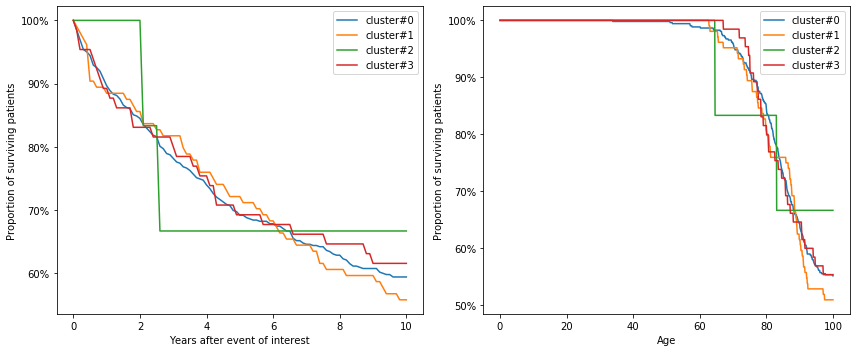 100%
90%
80%
70%
60%
Proportion of surviving patients
0
2
4
6
8
10
Years after event of interest
cluster#0
cluster#1
cluster#2
cluster#3
100%
90%
80%
70%
60%
50%
Proportion of surviving patients
0
20
40
60
80
100
Age
cluster#0
cluster#1
cluster#2
cluster#3